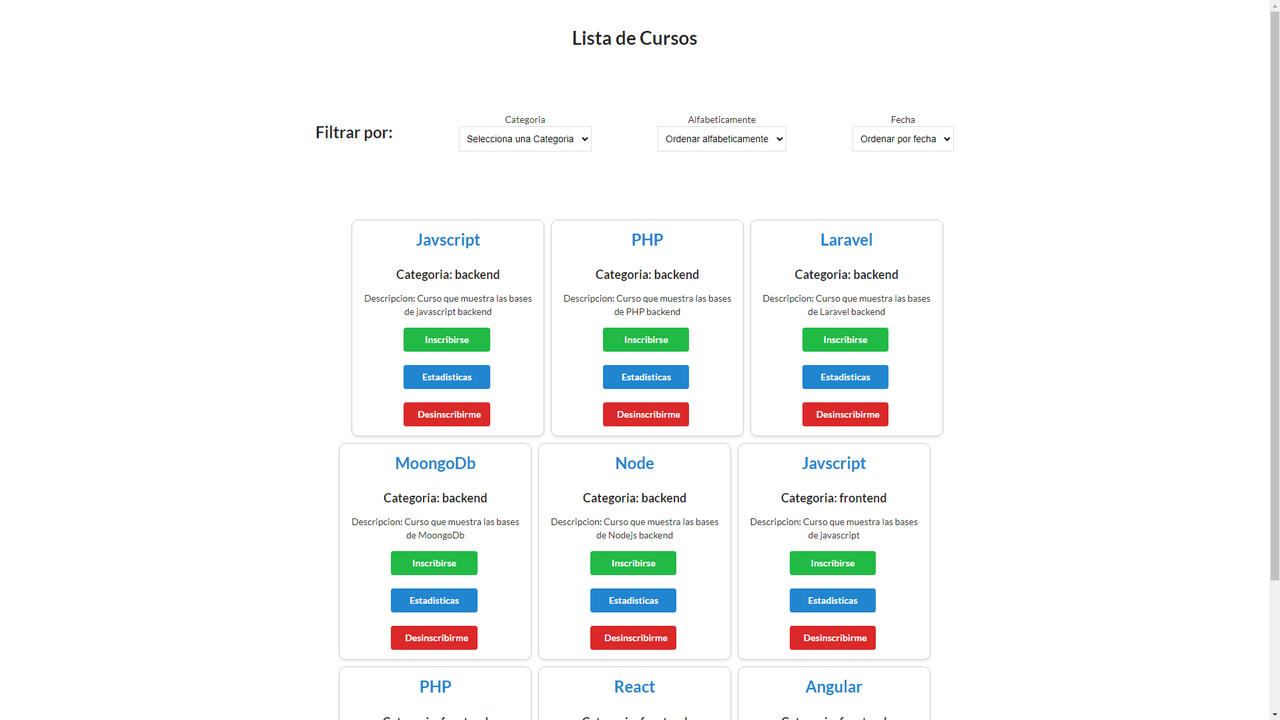 Lista de Cursos
Filtrar por:
Categoria
Selecciona una Categoria
Alfabeticamente
Ordenar alfabeticamente
Fecha
Ordenar por fecha
Javscript
Categoria: backend
Descripcion: Curso que muestra las bases
de javascript backend
Inscribirse
Estadisticas
Desinscribirme
PHP
Categoria: backend
Descripcion: Curso que muestra las bases
de PHP backend
Inscribirse
Estadisticas
Desinscribirme
Laravel
Categoria: backend
Descripcion: Curso que muestra las bases
de Laravel backend
Inscribirse
Estadisticas
Desinscribirme
MoongoDb
Categoria: backend
Descripcion: Curso que muestra las bases
de MoongoDb
Inscribirse
Estadisticas
Desinscribirme
Node
Categoria: backend
Descripcion: Curso que muestra las bases
de Nodejs backend
Inscribirse
Estadisticas
Desinscribirme
Javscript
Categoria: frontend
Descripcion: Curso que muestra las bases
de javascript
Inscribirse
Estadisticas
Desinscribirme
PHP
React
Angular